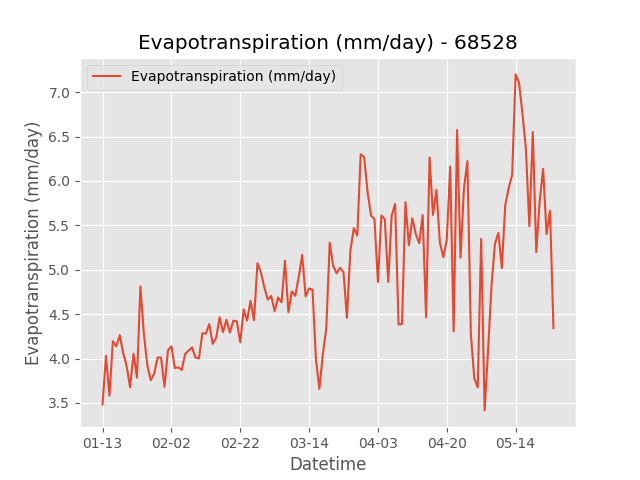 Evapotranspiration (mm/day) - 68528
Evapotranspiration (mm/day)
Evapotranspiration (mm/day)
7.0
6.5
6.0
5.5
5.0
4.5
4.0
3.5
01-13 02-02 02-22 03-14 04-03 04-20 05-14
Datetime